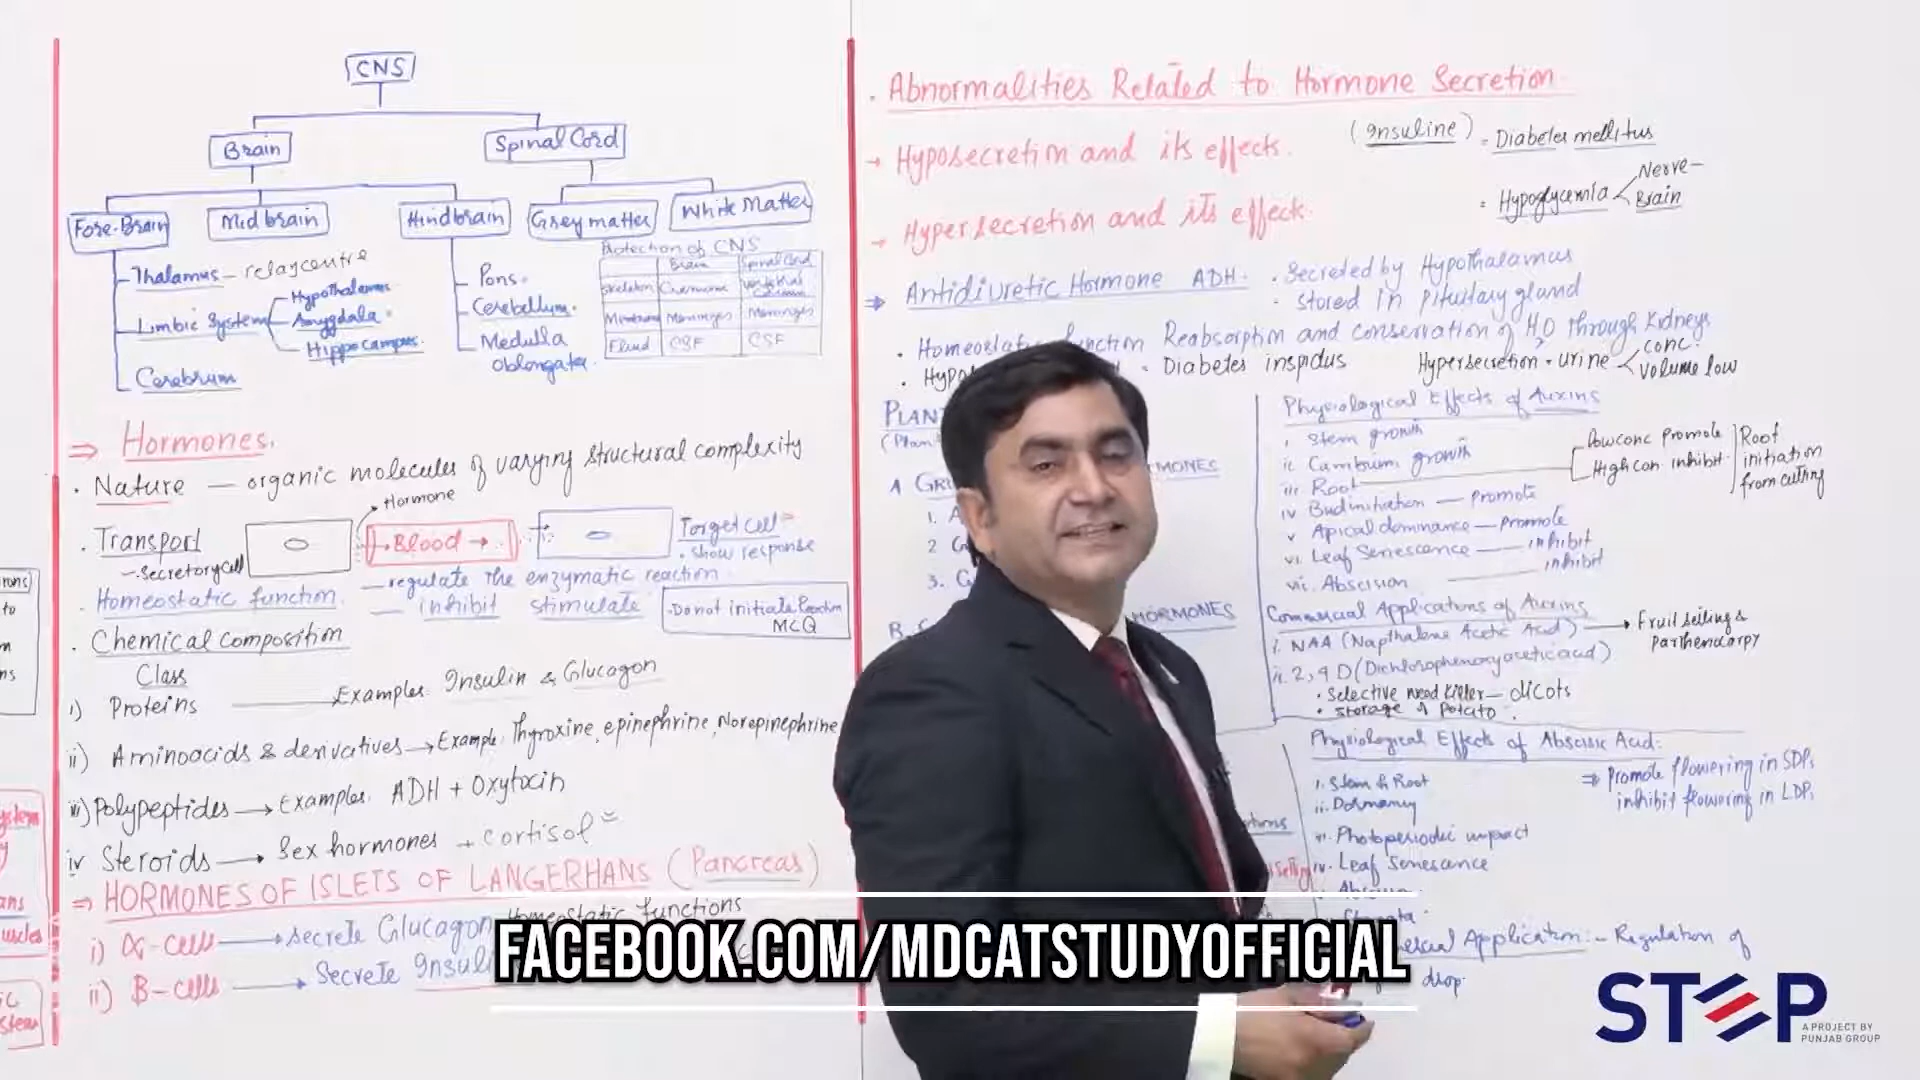 CNS
Brain
Spinal Cord
Fore-Brain
Mid brain
Hindbrain
Grey matter
White Matter
Thalamus - relaycentre
Limbic System
Hypothalamus
Amygdala
Hippocampus
Cerebrum
Pons
Cerebellum
Medulla
oblongata
Protection of CNS
Brain
Spinal Cord
Skeleton
Cranium
Meninges
Meninges
Fluid
CSF
CSF
⇒ Hormones.
. Nature — organic molecules of varying structural complexity
Hormone
. Transport
- Secretory cell
→ Blood →
Target cell
. show response
Homeostatic function. — regulate the enzymatic reaction
— inhibit stimulate
. Do not initiate Reaction
MCQ
. Chemical composition
Class
i) Proteins → Examples Insulin & Glucagon
ii) Aminoacids & derivatives → Example. Thyroxine, epinephrine, Norepinephrine
iii) Polypeptides → Examples. ADH + Oxytocin
iv Steroids → Sex hormones → cortisol
⇒ HORMONES OF ISLETS OF LANGERHANS (Pancreas)
Homeostatic functions
i) α-cells → secrete Glucagon
ii) B-cells → Secrete
. Abnormalities Related to Hormone Secretion
→ Hyposecretion and its effects.
(Insuline) = Diabetes mellitus
= Hypoglycemia
Nerve -
Brain
→ Hypersecretion and its effect.
⇒ Antidiuretic Hormone ADH. . Secreted by Hypothalamus
. Stored in Pituitary gland
. Homeostatic function Reabsorption and conservation of H2O through Kidneys
. = Diabetes inspidus
Hypersecretion = urine
conc.
volume low
HORMONES
Physiological Effects of Auxins
i Stem growth
ii Cambium growth
iii Root
Low conc promote
High con. inhibit
Root
initiation
from cutting
iv Bud initiation — promote
v Apical dominance — promote
vi. Leaf Senescence — inhibit
vii. Abscision — inhibit
Commercial Applications of Auxins
i. NAA (Napthalene Acetic Acid) → Fruit setting &
parthenocarpy
ii. 2,4 D (Dichlorophenoxyaceticacid)
. Selective weed killer — dicots
. Storage of Potato
Physiological Effects of Abscisic Acid:
i. Stem & Root
ii. Dormancy
⇒ Promote flowering in SDPs
inhibit flowering in LDPs
Photoperiodic impact
iv. Leaf Senescence
Application:- Regulation of
drop.
FACEBOOK.COM/MDCATSTUDYOFFICIAL
STEP
A PROJECT BY
PUNJAB GROUP